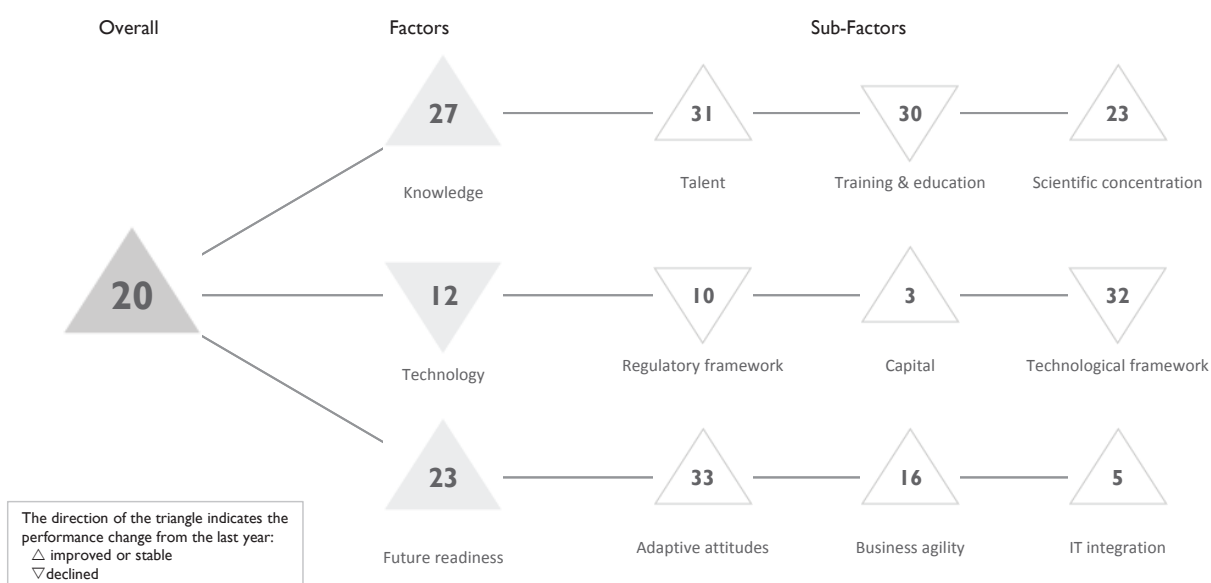 Overall
Factors
Sub-Factors
27
31
30
23
Knowledge
Talent
Training & education
Scientific concentration
20
12
10
3
32
Technology
Regulatory framework
Capital
Technological framework
23
33
16
5
Future readiness
Adaptive attitudes
Business agility
IT integration
The direction of the triangle indicates the
performance change from the last year:
△ improved or stable
▽declined